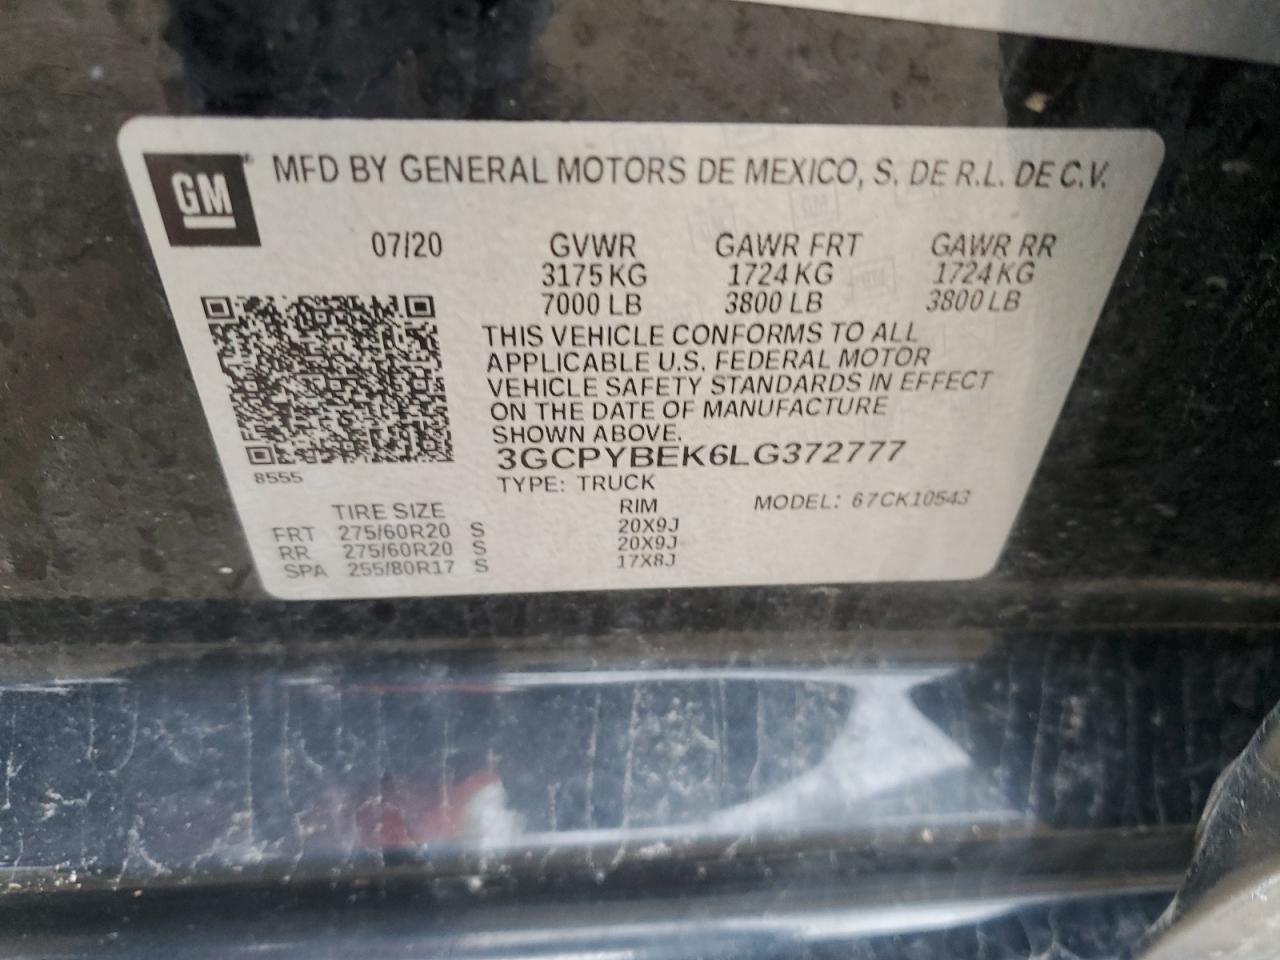 GM
MFD BY GENERAL MOTORS DE MEXICO, S. DE R.L. DE C.V.
07/20 GVWR GAWR FRT GAWR RR
3175 KG 1724 KG 1724 KG
7000 LB 3800 LB 3800 LB
THIS VEHICLE CONFORMS TO ALL
APPLICABLE U.S. FEDERAL MOTOR
VEHICLE SAFETY STANDARDS IN EFFECT
ON THE DATE OF MANUFACTURE
SHOWN ABOVE.
3GCPYBEK6LG372777
8555
TYPE: TRUCK
MODEL: 67CK10543
TIRE SIZE RIM
FRT 275/60R20 S 20X9J
RR 275/60R20 S 20X9J
SPA 255/80R17 S 17X8J